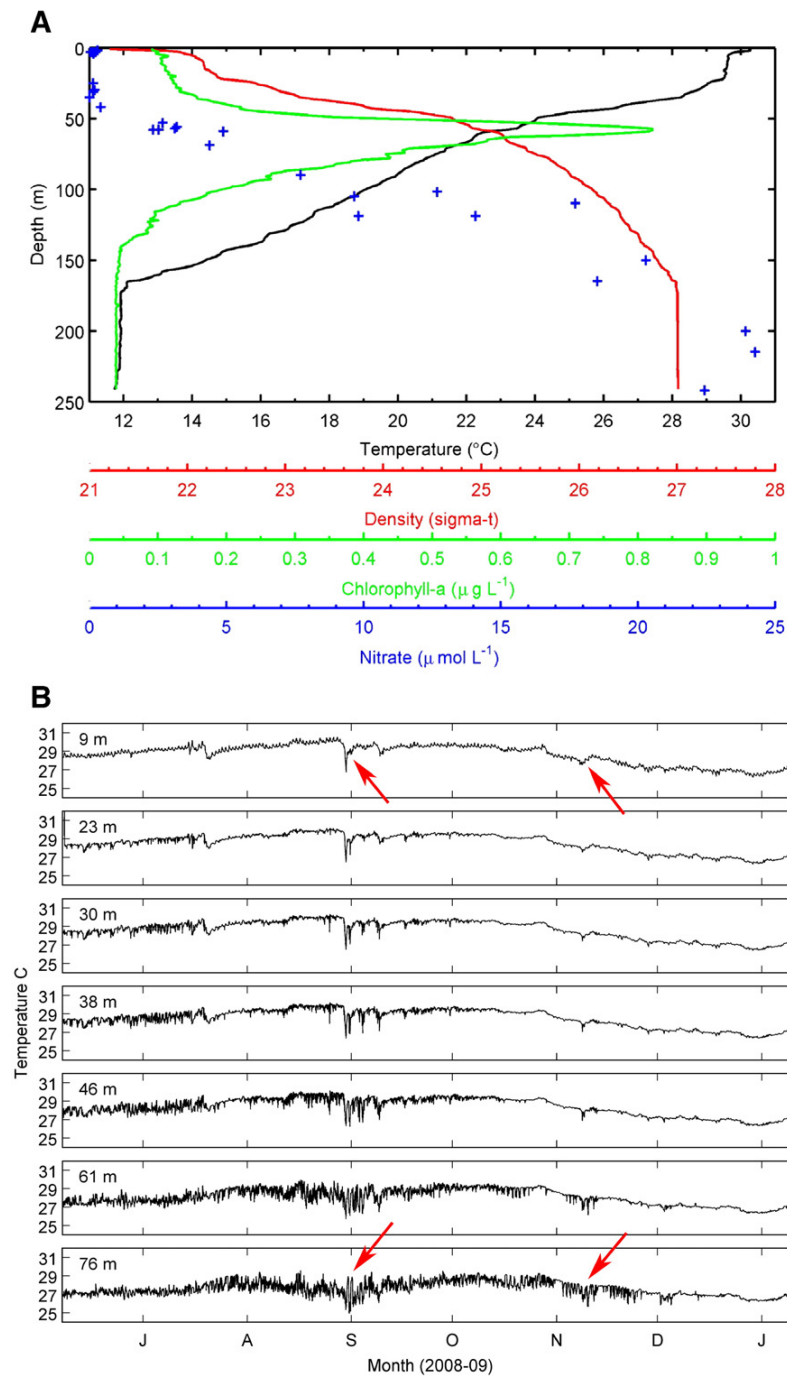 A
0
50
100
150
200
250
Depth (m)
12 14 16 18 20 22 24 26 28 30
Temperature (°C)
21 22 23 24 25 26 27 28
Density (sigma-t)
0 0.1 0.2 0.3 0.4 0.5 0.6 0.7 0.8 0.9 1
Chlorophyll-a (μ g L⁻¹)
0 5 10 15 20 25
Nitrate (μ mol L⁻¹)
B
31
29
27
25
9 m
31
29
27
25
23 m
31
29
27
25
30 m
31
29
27
25
38 m
31
29
27
25
46 m
31
29
27
25
61 m
31
29
27
25
76 m
Temperature C
J A S O N D J
Month (2008-09)